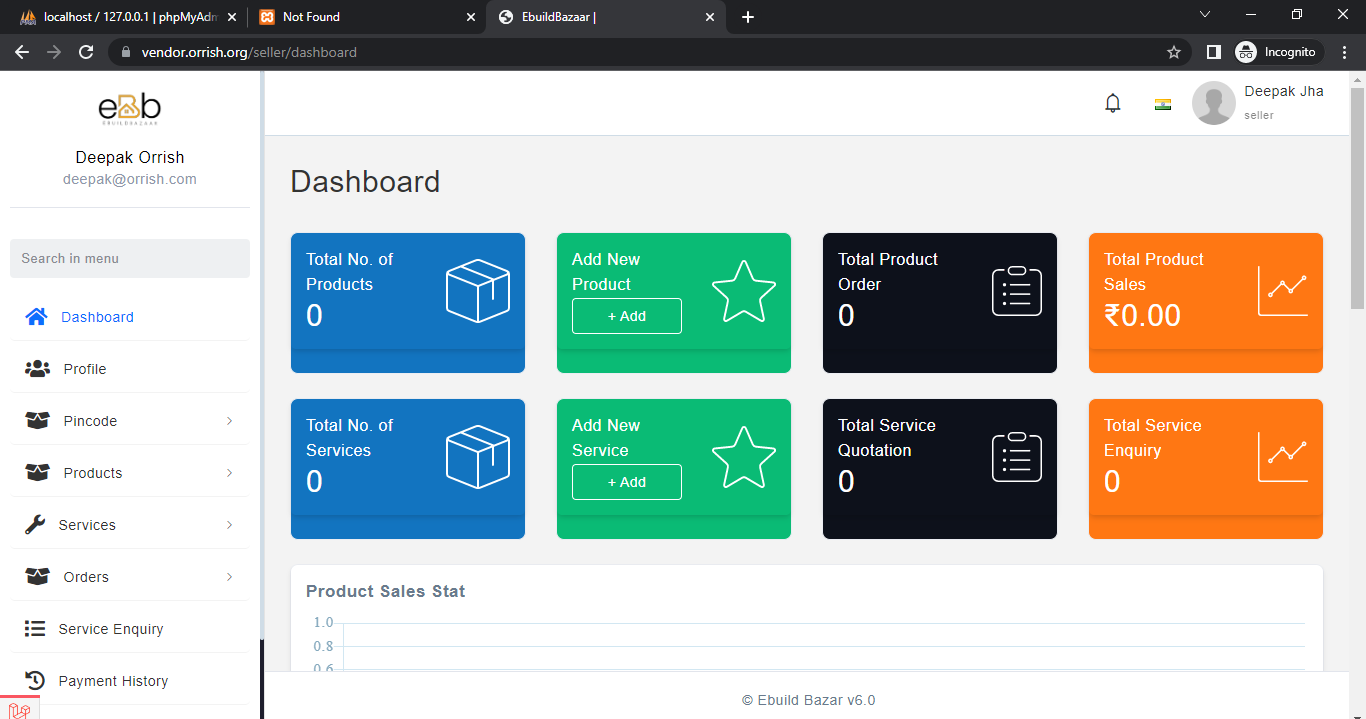 localhost / 127.0.0.1 | phpMyAdm
Not Found
EbuildBazaar |
vendor.orrish.org/seller/dashboard
Incognito
ebb
EBUILDBAZAAR
Deepak Orrish
deepak@orrish.com
Search in menu
Dashboard
Profile
Pincode
Products
Services
Orders
Service Enquiry
Payment History
Deepak Jha
seller
Dashboard
Total No. of
Products
0
Add New
Product
+ Add
Total Product
Order
0
Total Product
Sales
₹0.00
Total No. of
Services
0
Add New
Service
+ Add
Total Service
Quotation
0
Total Service
Enquiry
0
Product Sales Stat
1.0
0.8
0.6
© Ebuild Bazar v6.0